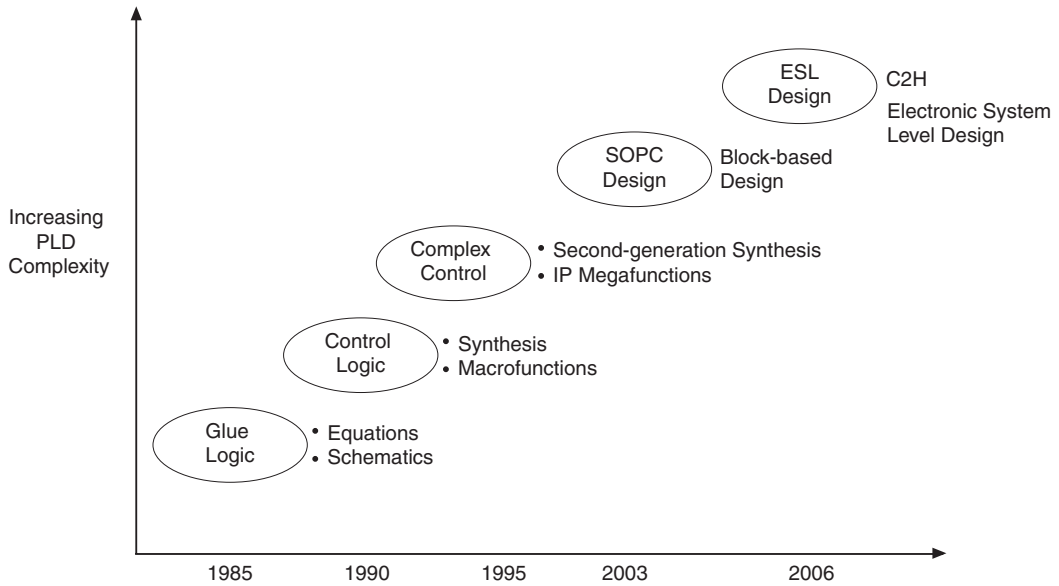 ESL
Design
C2H
Electronic System
Level Design
SOPC
Design
Block-based
Design
Increasing
PLD
Complexity
Complex
Control
• Second-generation Synthesis
• IP Megafunctions
Control
Logic
• Synthesis
• Macrofunctions
Glue
Logic
• Equations
• Schematics
1985 1990 1995 2003 2006